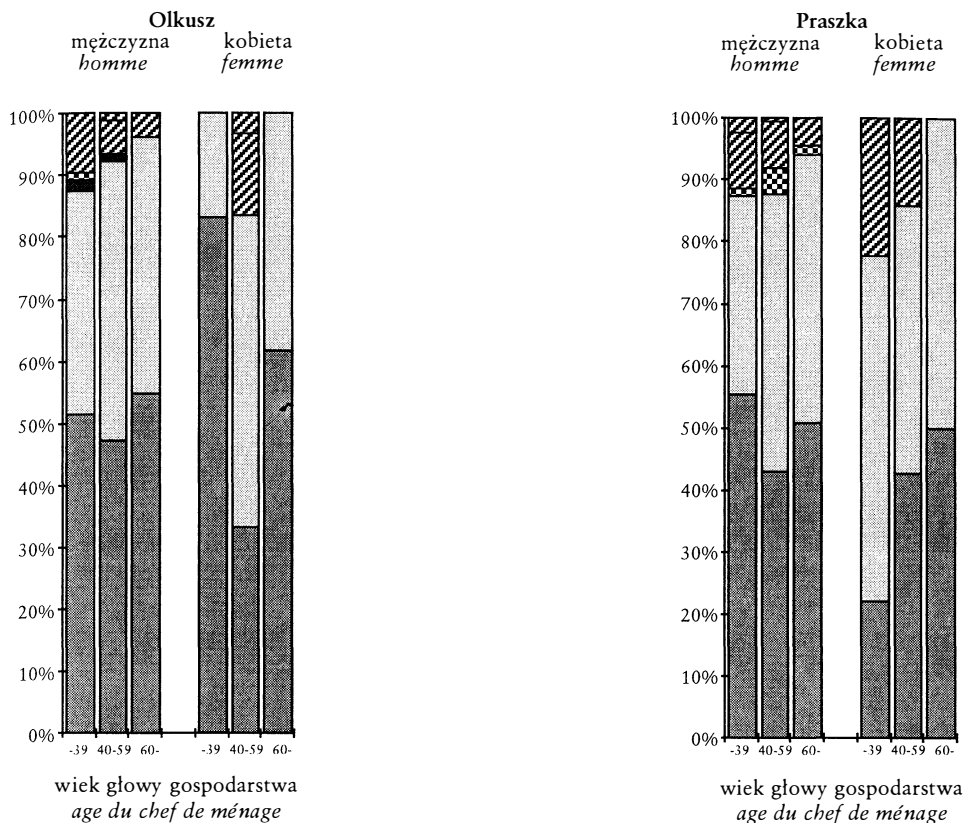 Olkusz
mężczyzna kobieta
homme femme
100%
90%
80%
70%
60%
50%
40%
30%
20%
10%
0%
-39 40-59 60- -39 40-59 60-
wiek głowy gospodarstwa
age du chef de ménage
Praszka
mężczyzna kobieta
homme femme
100%
90%
80%
70%
60%
50%
40%
30%
20%
10%
0%
-39 40-59 60- -39 40-59 60-
wiek głowy gospodarstwa
age du chef de ménage